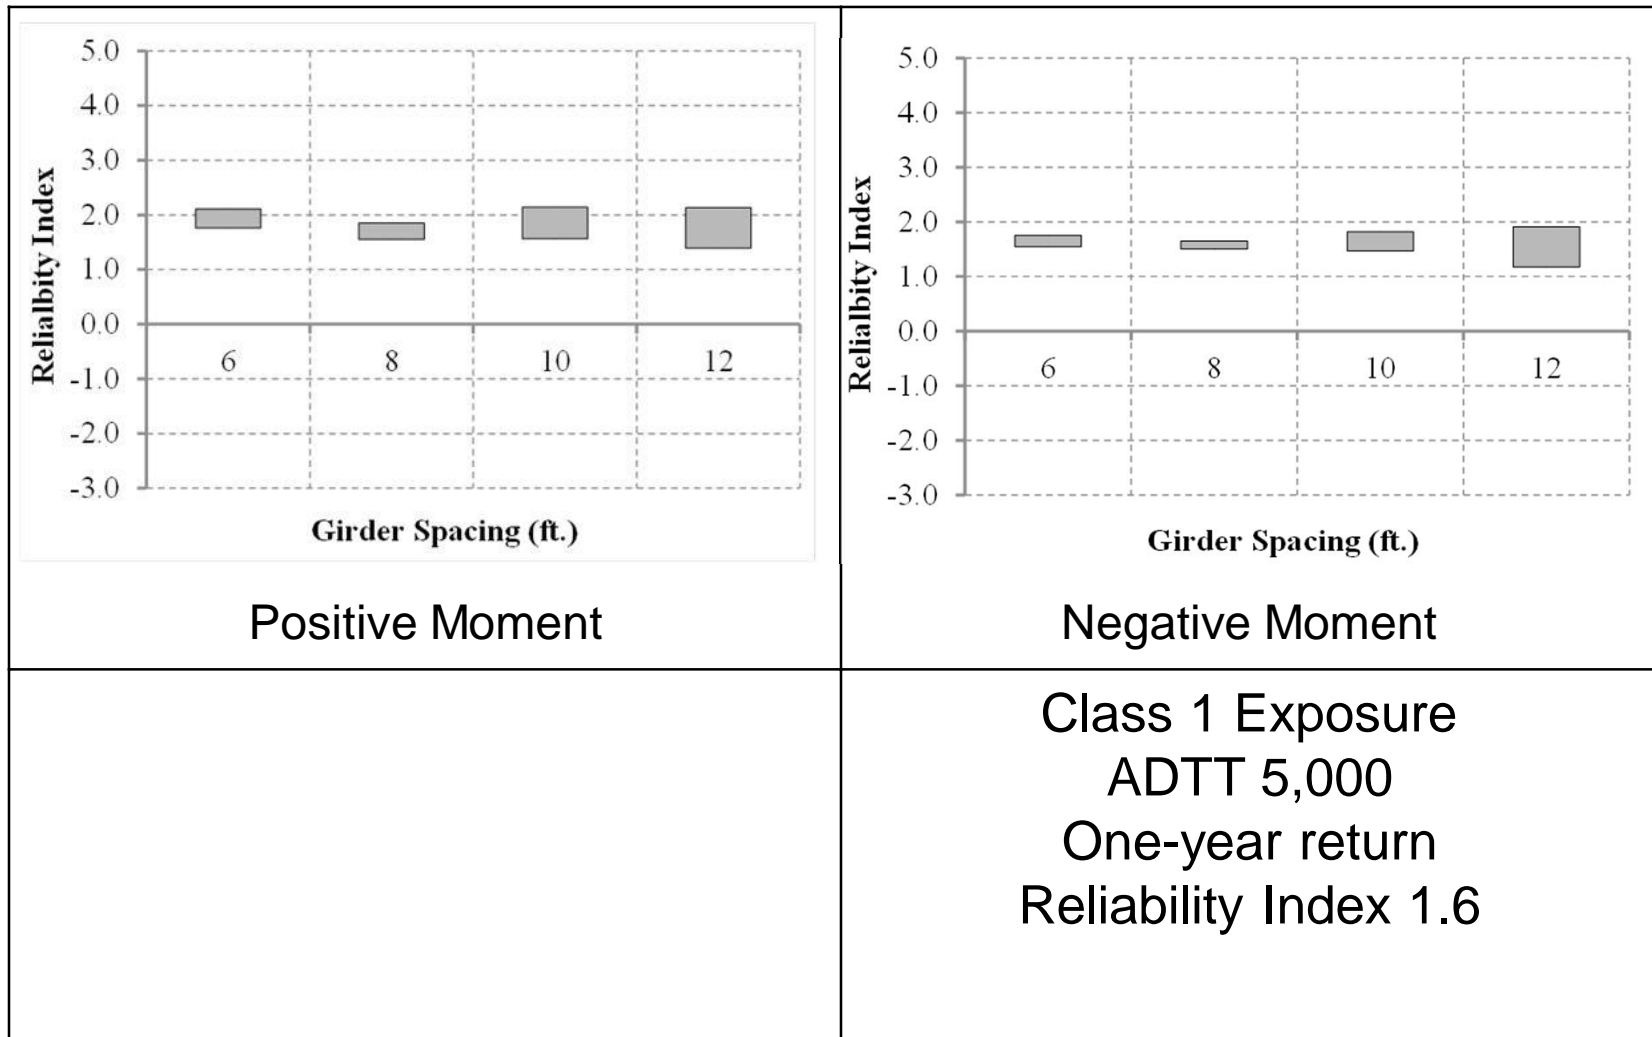 5.0
4.0
3.0
2.0
1.0
0.0
-1.0
-2.0
-3.0
6 8 10 12
Relialbity Index
Girder Spacing (ft.)
Positive Moment
5.0
4.0
3.0
2.0
1.0
0.0
-1.0
-2.0
-3.0
6 8 10 12
Relialbity Index
Girder Spacing (ft.)
Negative Moment
Class 1 Exposure
ADTT 5,000
One-year return
Reliability Index 1.6